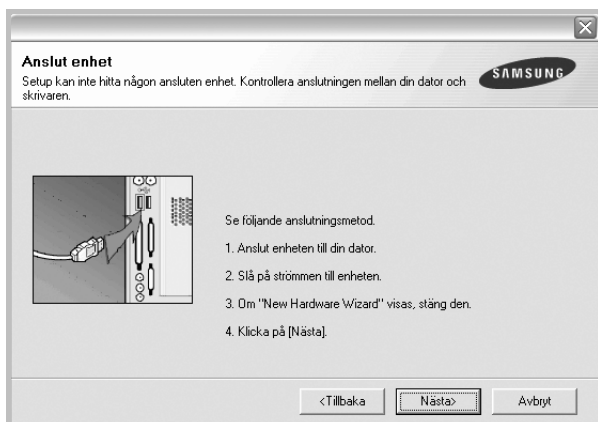 Anslut enhet
Setup kan inte hitta någon ansluten enhet. Kontrollera anslutningen mellan din dator och
skrivaren.
SAMSUNG
Se följande anslutningsmetod.
1. Anslut enheten till din dator.
2. Slå på strömmen till enheten.
3. Om "New Hardware Wizard" visas, stäng den.
4. Klicka på [Nästa].
<Tillbaka
Nästa>
Avbryt